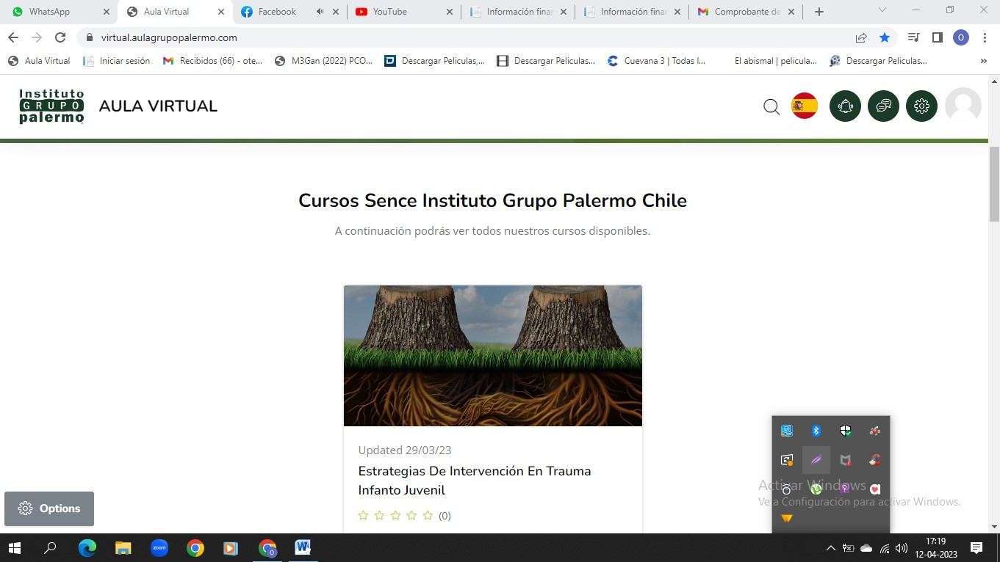 WhatsApp
Aula Virtual
Facebook
YouTube
Información finan
Información finan
Comprobante de
virtual.aulagrupopalermo.com
O
Aula Virtual
Iniciar sesión
Recibidos (66) - ote...
M3Gan (2022) PCO...
Descargar Peliculas,...
Descargar Peliculas...
Cuevana 3 | Todas l...
El abismal | pelicula...
Descargar Peliculas...
»
Instituto
GRUPO
palermo
AULA VIRTUAL
Cursos Sence Instituto Grupo Palermo Chile
A continuación podrás ver todos nuestros cursos disponibles.
Updated 29/03/23
Estrategias De Intervención En Trauma
Infanto Juvenil
(0)
Options
Activar Windows
Ve a Configuración para activar Windows.
zoom
17:19
12-04-2023